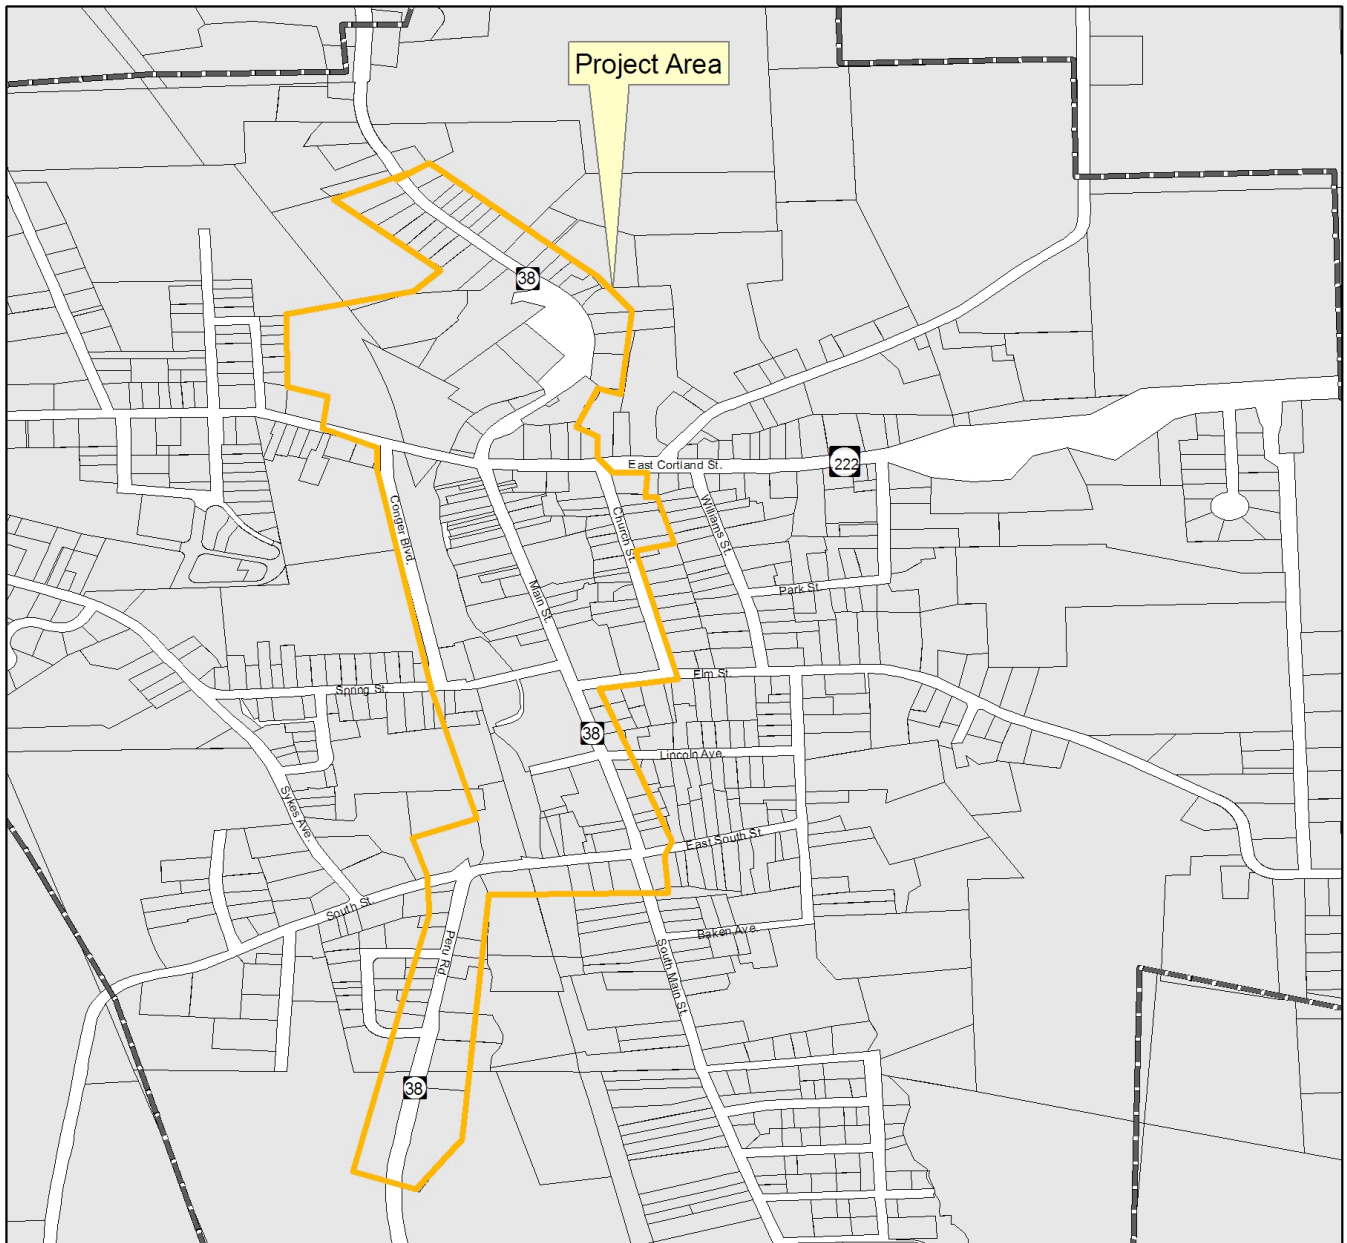 Project Area
38
East Cortland St.
222
Conger Blvd.
Church St.
Williams St.
Main St.
Park St.
Elm St.
Spring St.
38
Lincoln Ave.
Sykes Ave.
East South St.
South St.
Baken Ave.
Peru Rd
South Main St.
38